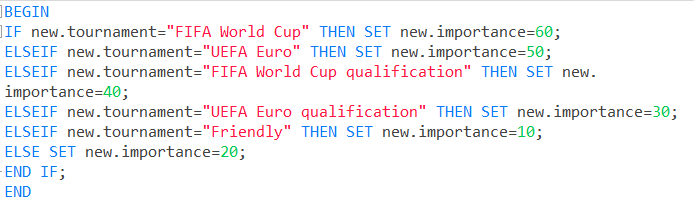 BEGIN
IF new.tournament="FIFA World Cup" THEN SET new.importance=60;
ELSEIF new.tournament="UEFA Euro" THEN SET new.importance=50;
ELSEIF new.tournament="FIFA World Cup qualification" THEN SET new.
importance=40;
ELSEIF new.tournament="UEFA Euro qualification" THEN SET new.importance=30;
ELSEIF new.tournament="Friendly" THEN SET new.importance=10;
ELSE SET new.importance=20;
END IF;
END